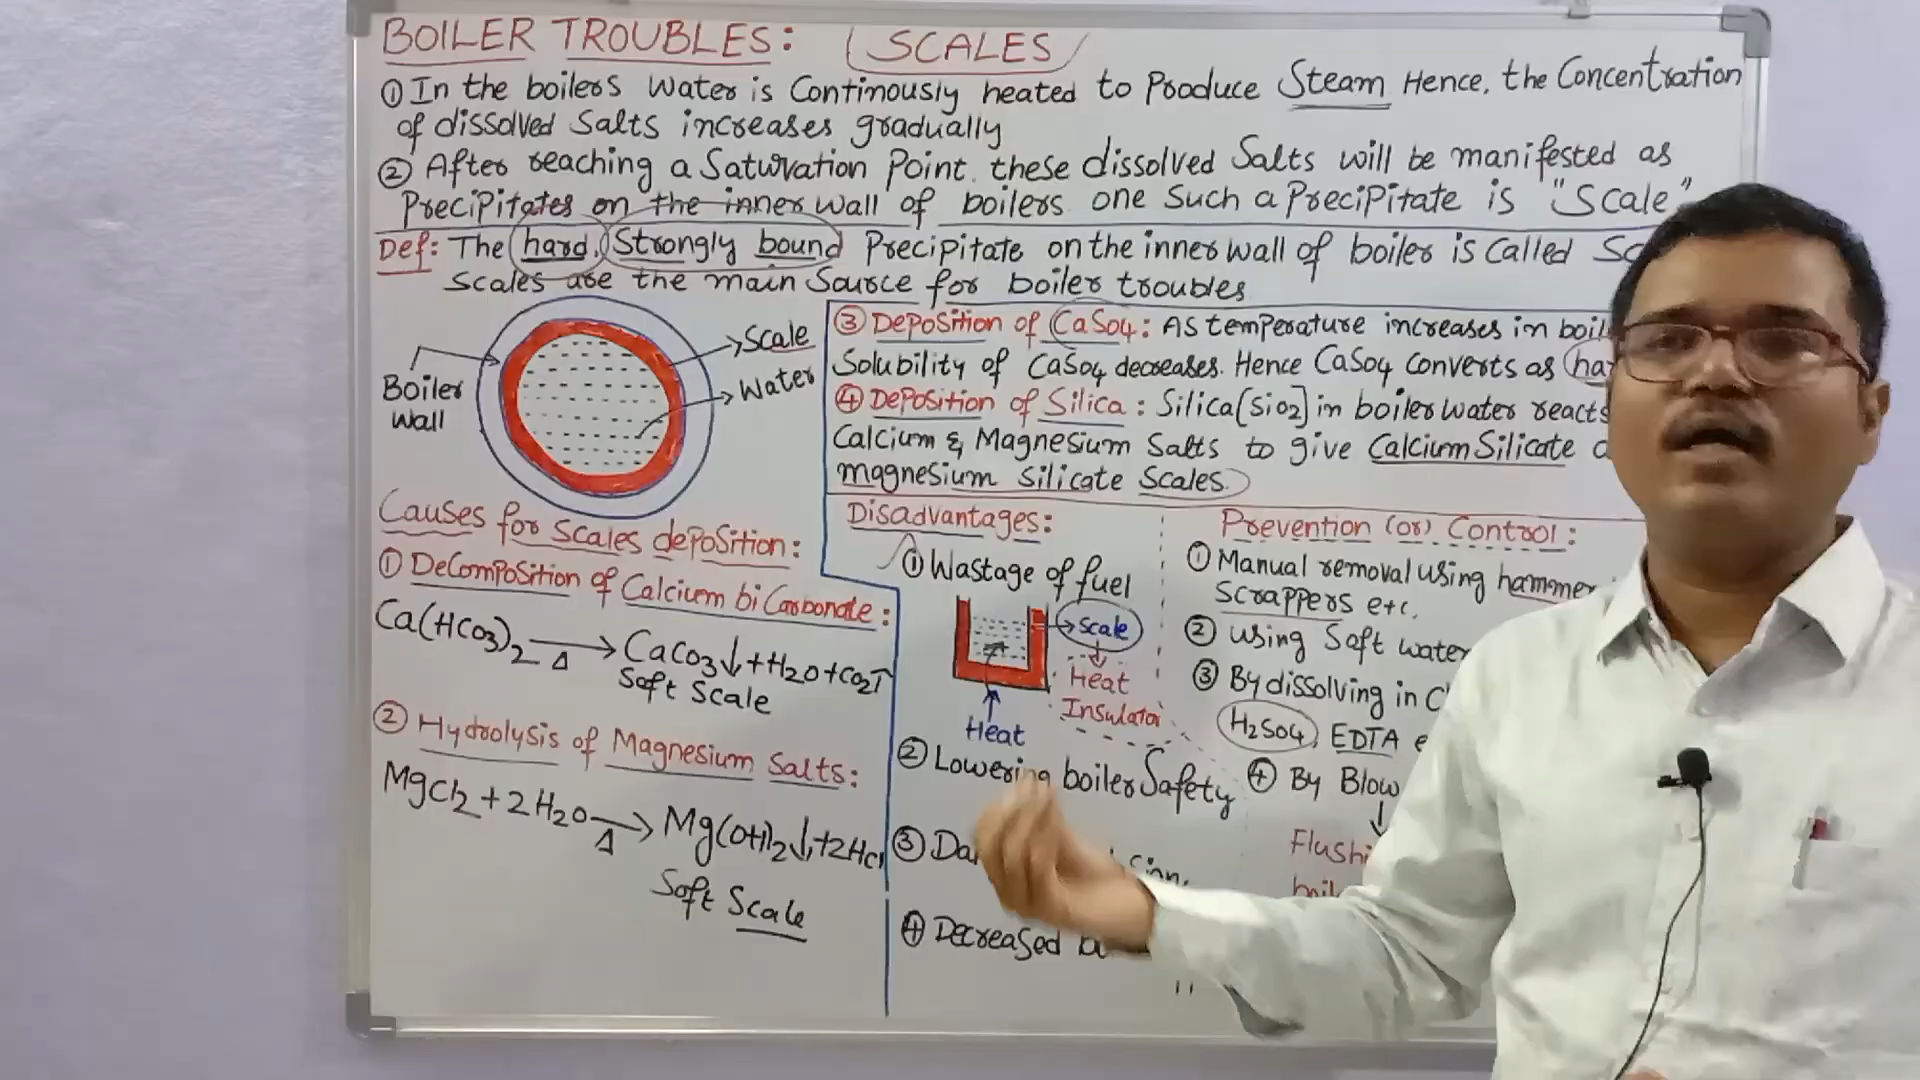 BOILER TROUBLES: (SCALES)
① In the boilers water is Continously heated to Produce Steam Hence, the Concentration
of dissolved Salts increases gradually
② After reaching a Saturation Point, these dissolved Salts will be manifested as
Precipitates on the inner wall of boilers one Such a Precipitate is "Scale"
Def: The hard, Strongly bound Precipitate on the inner wall of boiler is called
Scales are the main Source for boiler troubles
Boiler
Wall
Scale
Water
Causes for scales deposition:
① Decomposition of Calcium bi Carbonate:
Ca(HCO3)2 —Δ→ CaCO3↓+H2O+CO2↑
Soft Scale
② Hydrolysis of Magnesium Salts:
MgCl2+2H2O —Δ→ Mg(OH)2↓+2HCl
Soft Scale
③ Deposition of CaSO4: As temperature increases in
Solubility of CaSO4 decreases. Hence CaSO4 converts as
④ Deposition of Silica: Silica(SiO2) in boiler water reacts
Calcium & Magnesium Salts to give Calcium Silicate
magnesium silicate Scales.
Disadvantages:
① Wastage of fuel
Scale
Heat
Insulator
Heat
② Lowering boiler Safety
③
④ Decreased
"
Prevention (or) Control:
① Manual removal using hammer
Scrappers etc.
② using Soft water
③ By dissolving in
H2SO4, EDTA
④ By Blow
↓